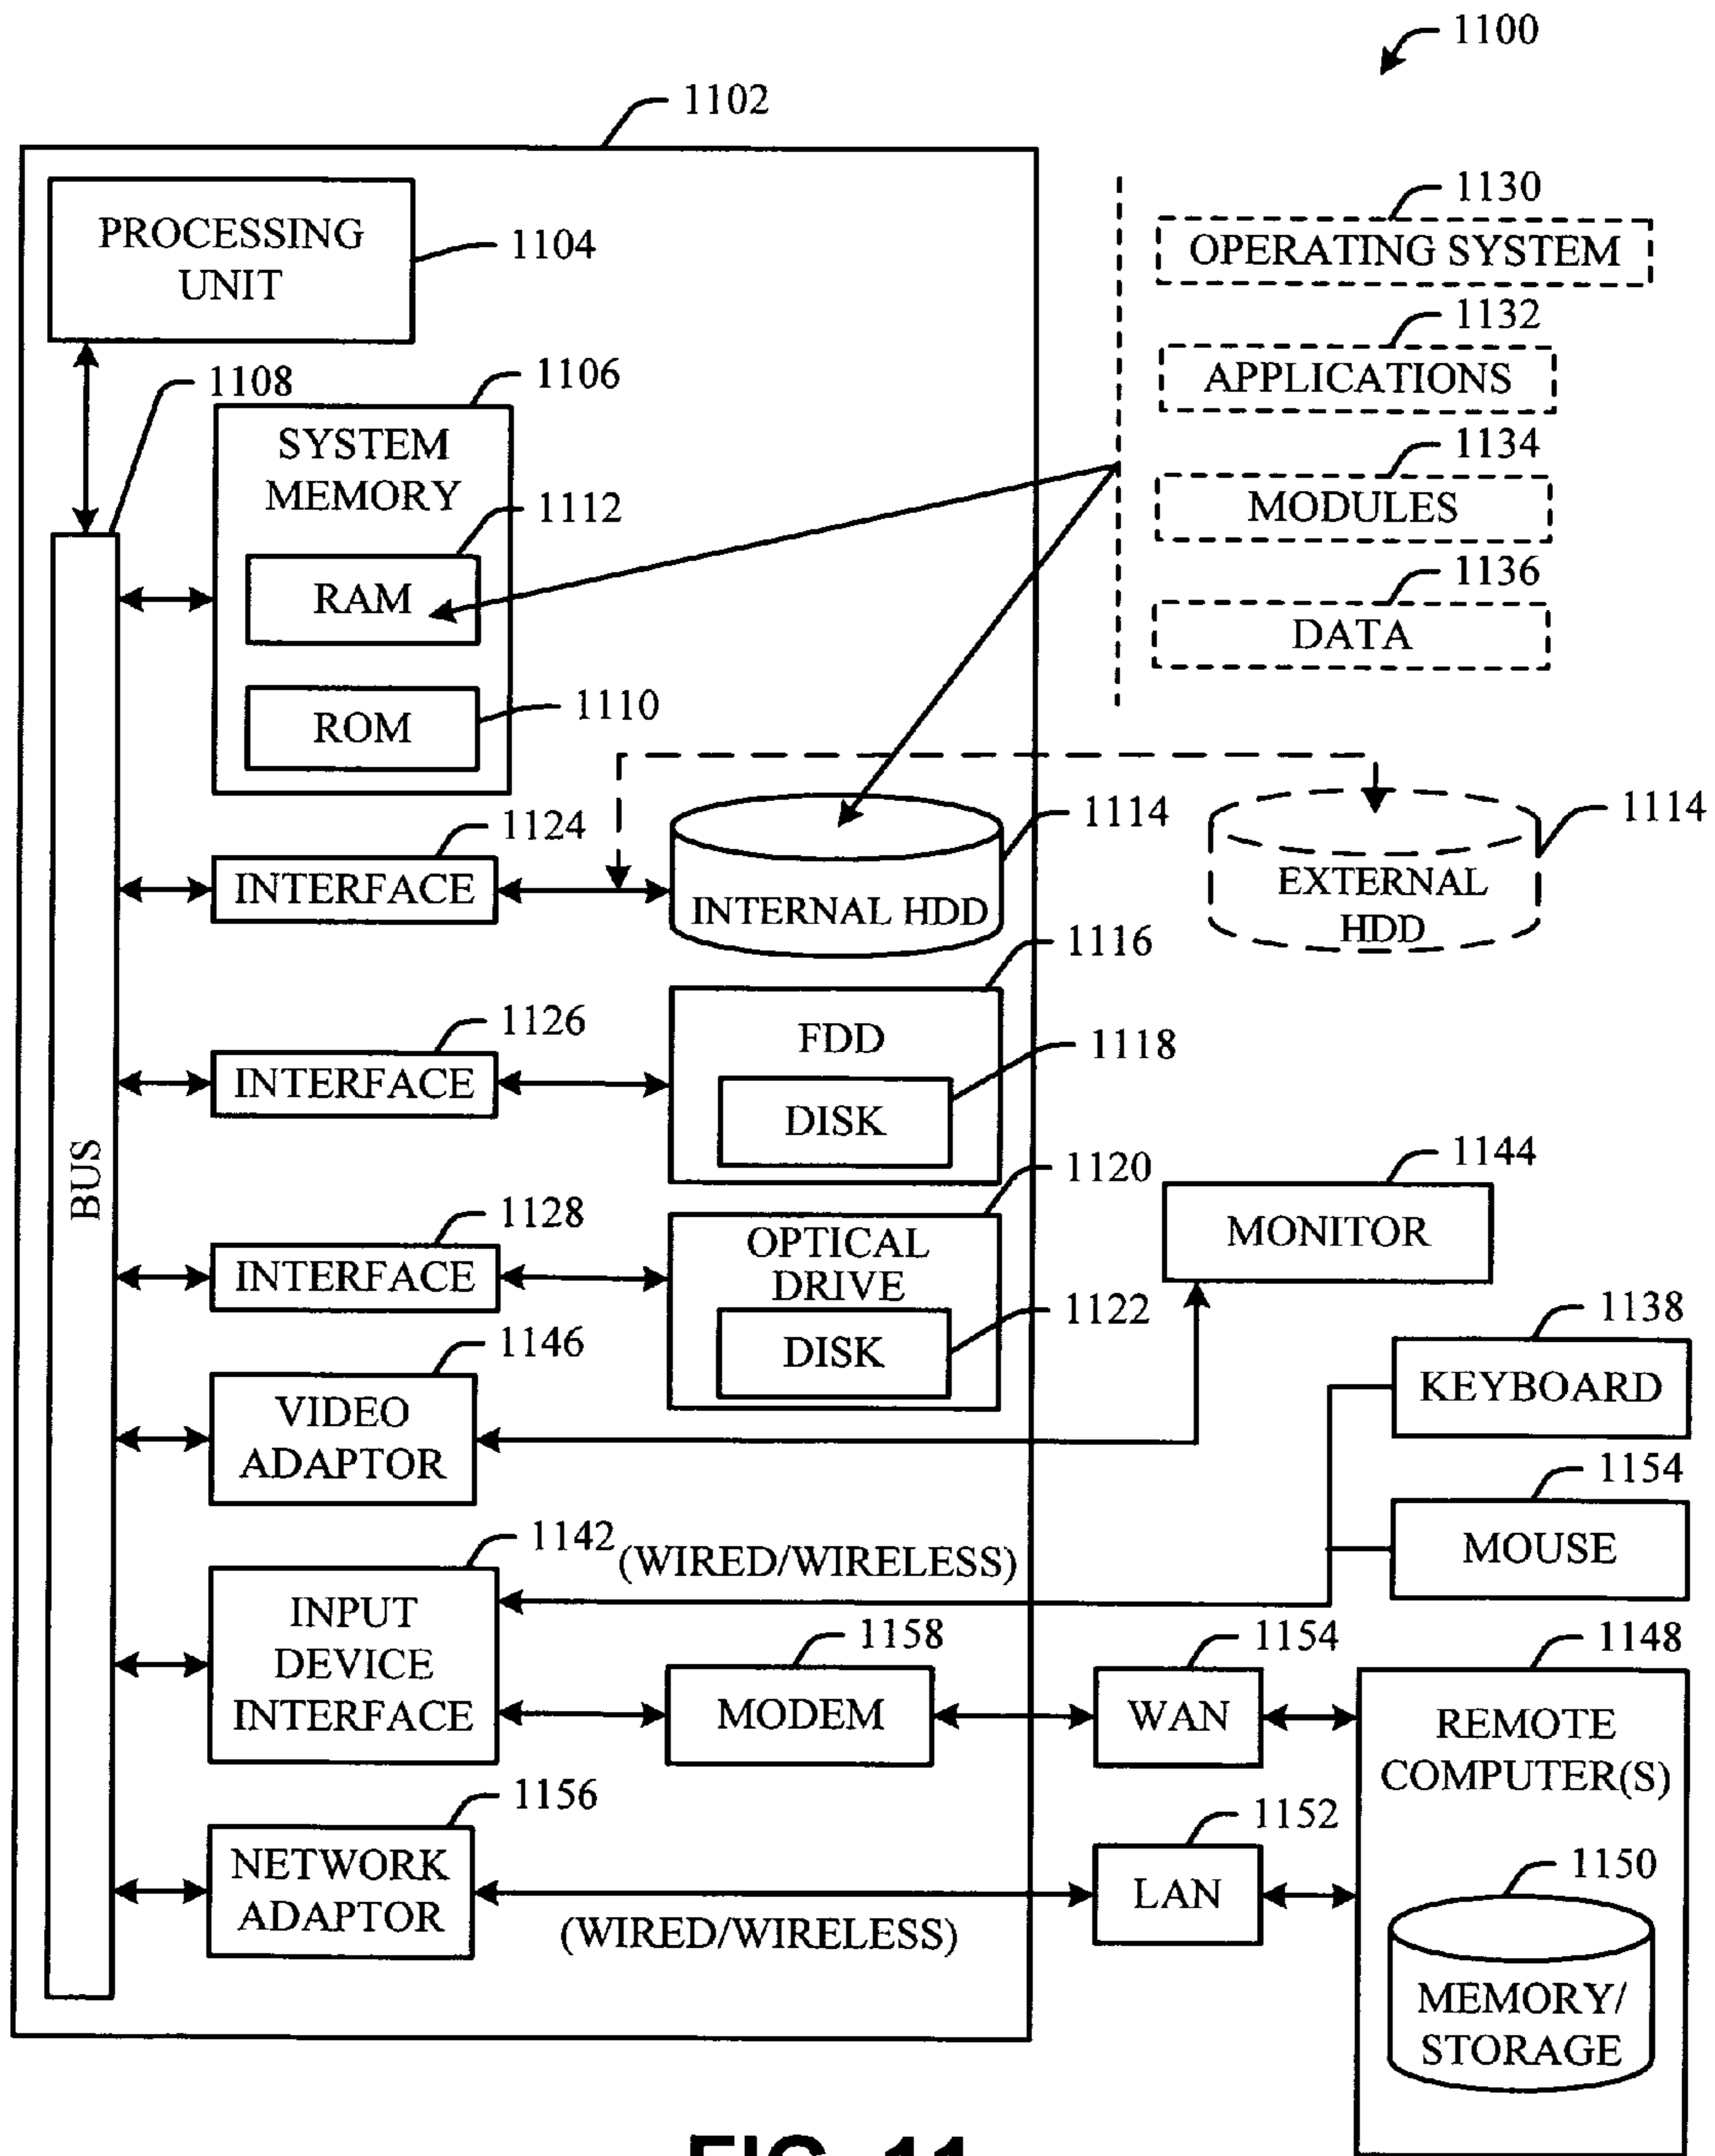 1100
1102
PROCESSING
UNIT
1104
1130
OPERATING SYSTEM
1132
APPLICATIONS
1134
MODULES
1136
DATA
1108
1106
SYSTEM
MEMORY
1112
RAM
1110
ROM
1124
INTERFACE
1114
INTERNAL HDD
1114
EXTERNAL
HDD
1126
INTERFACE
1116
FDD
1118
DISK
BUS
1128
INTERFACE
1120
OPTICAL
DRIVE
1122
DISK
1144
MONITOR
1146
VIDEO
ADAPTOR
1138
KEYBOARD
1154
MOUSE
1142
(WIRED/WIRELESS)
INPUT
DEVICE
INTERFACE
1158
MODEM
1154
WAN
1148
REMOTE
COMPUTER(S)
1156
NETWORK
ADAPTOR
(WIRED/WIRELESS)
1152
LAN
1150
MEMORY/
STORAGE
FIG. 11